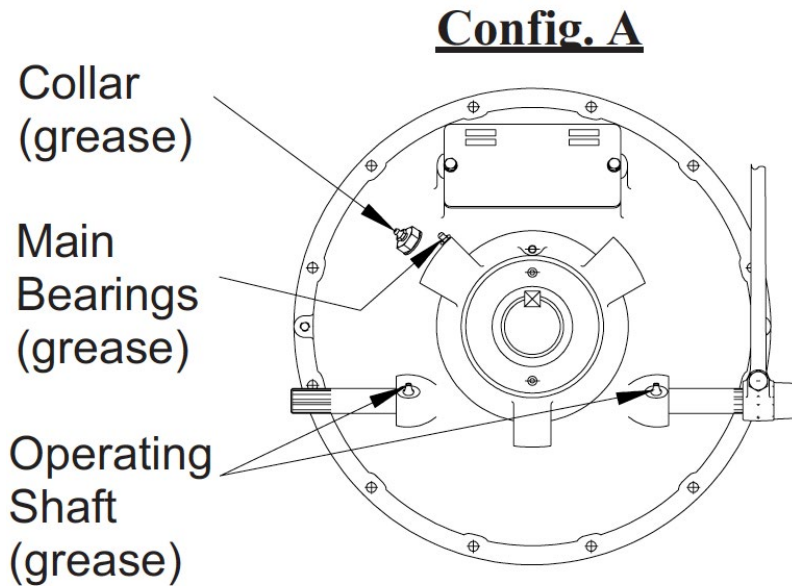 Config. A
Collar
(grease)
Main
Bearings
(grease)
Operating
Shaft
(grease)